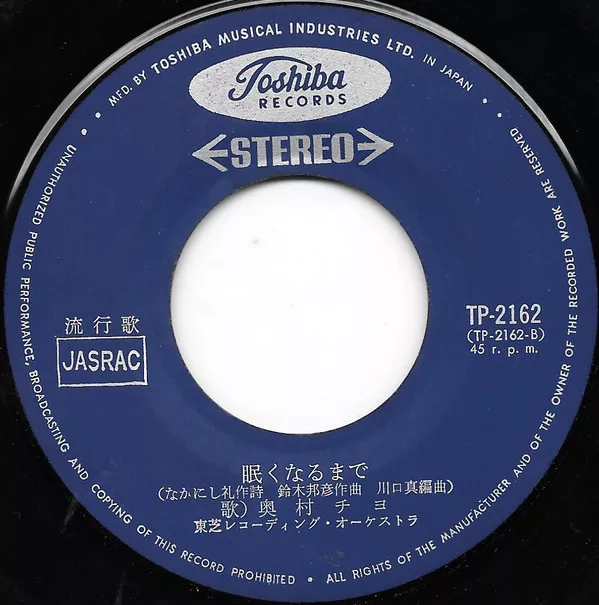 MFD. BY TOSHIBA MUSICAL INDUSTRIES LTD. IN JAPAN
Toshiba
RECORDS
STEREO
流行歌
JASRAC
TP-2162
(TP-2162-B)
45 r. p. m.
眠くなるまで
(なかにし礼作詩 鈴木邦彦作曲 川口真編曲)
歌) 奥村チヨ
東芝レコーディング・オーケストラ
UNAUTHORIZED PUBLIC PERFORMANCE, BROADCASTING AND COPYING OF THIS RECORD PROHIBITED • ALL RIGHTS OF THE MANUFACTURER AND OF THE OWNER OF THE RECORDED WORK ARE RESERVED